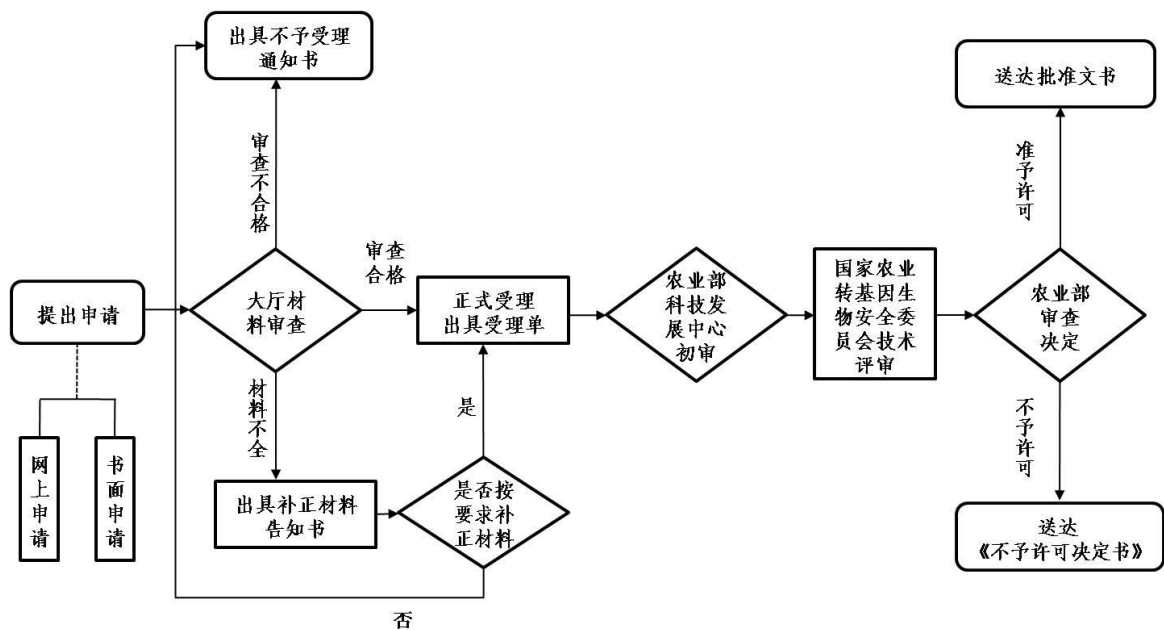 出具不予受理
通知书
送达批准文书
审查不合格
准予许可
审查
合格
提出申请
大厅材
料审查
正式受理
出具受理单
农业部
科技发
展中心
初审
国家农业
转基因生
物安全委
员会技术
评审
农业部
审查
决定
材料不全
是
不予许可
网上申请
书面申请
出具补正材料
告知书
是否按
要求补
正材料
送达
《不予许可决定书》
否